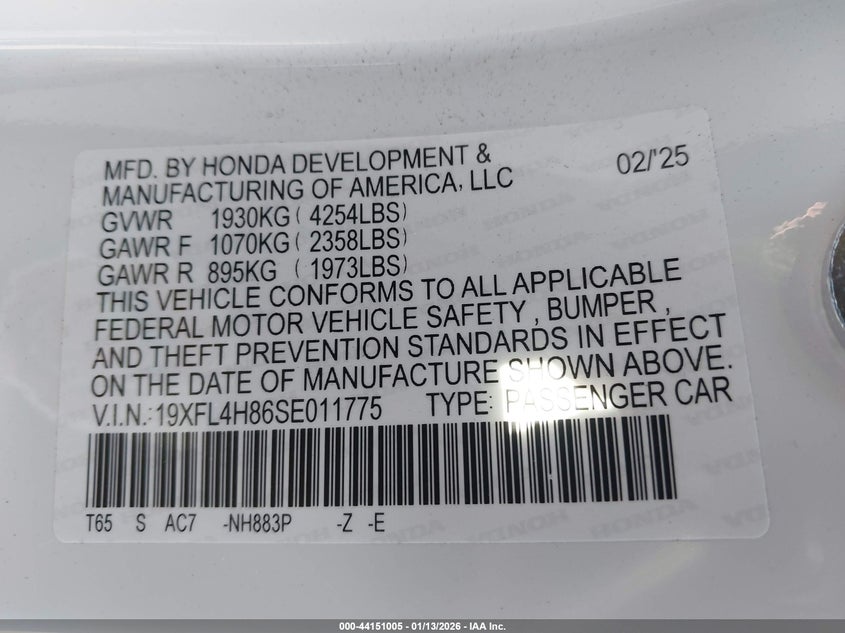 MFD. BY HONDA DEVELOPMENT & 02/'25
MANUFACTURING OF AMERICA, LLC
GVWR 1930KG ( 4254LBS)
GAWR F 1070KG ( 2358LBS)
GAWR R 895KG ( 1973LBS)
THIS VEHICLE CONFORMS TO ALL APPLICABLE
FEDERAL MOTOR VEHICLE SAFETY , BUMPER ,
AND THEFT PREVENTION STANDARDS IN EFFECT
ON THE DATE OF MANUFACTURE SHOWN ABOVE.
V.I.N.: 19XFL4H86SE011775 TYPE: PASSENGER CAR
T65 S AC7 -NH883P -Z -E
000-44151005 - 01/13/2026 - IAA Inc.